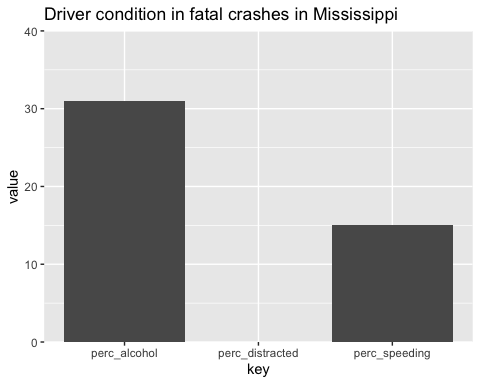 Driver condition in fatal crashes in Mississippi
40
30
20
10
0
value
perc_alcohol
perc_distracted
perc_speeding
key